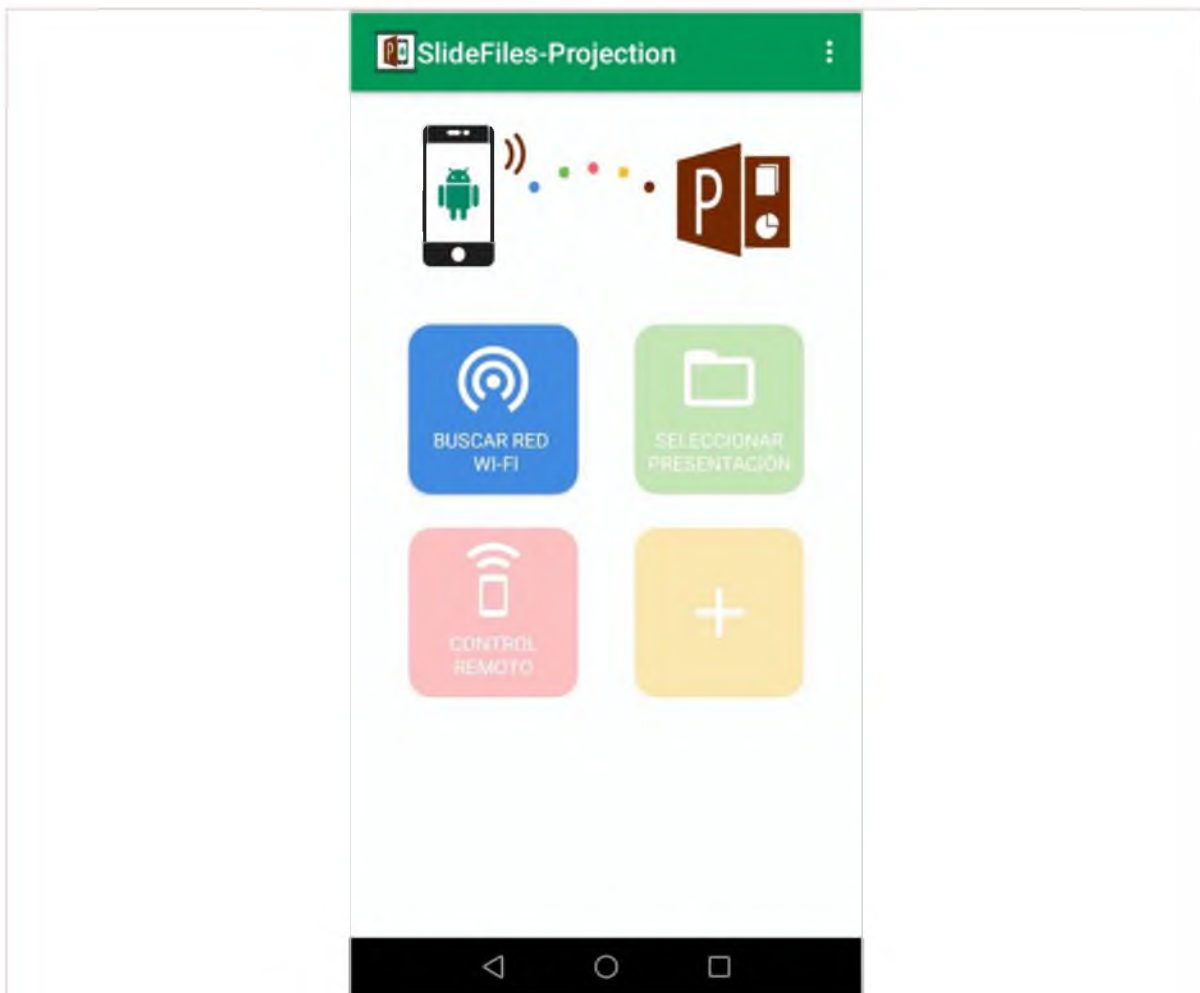 SlideFiles-Projection
P
BUSCAR RED
WI-FI
SELECCIONAR
PRESENTACIÓN
CONTROL
REMOTO